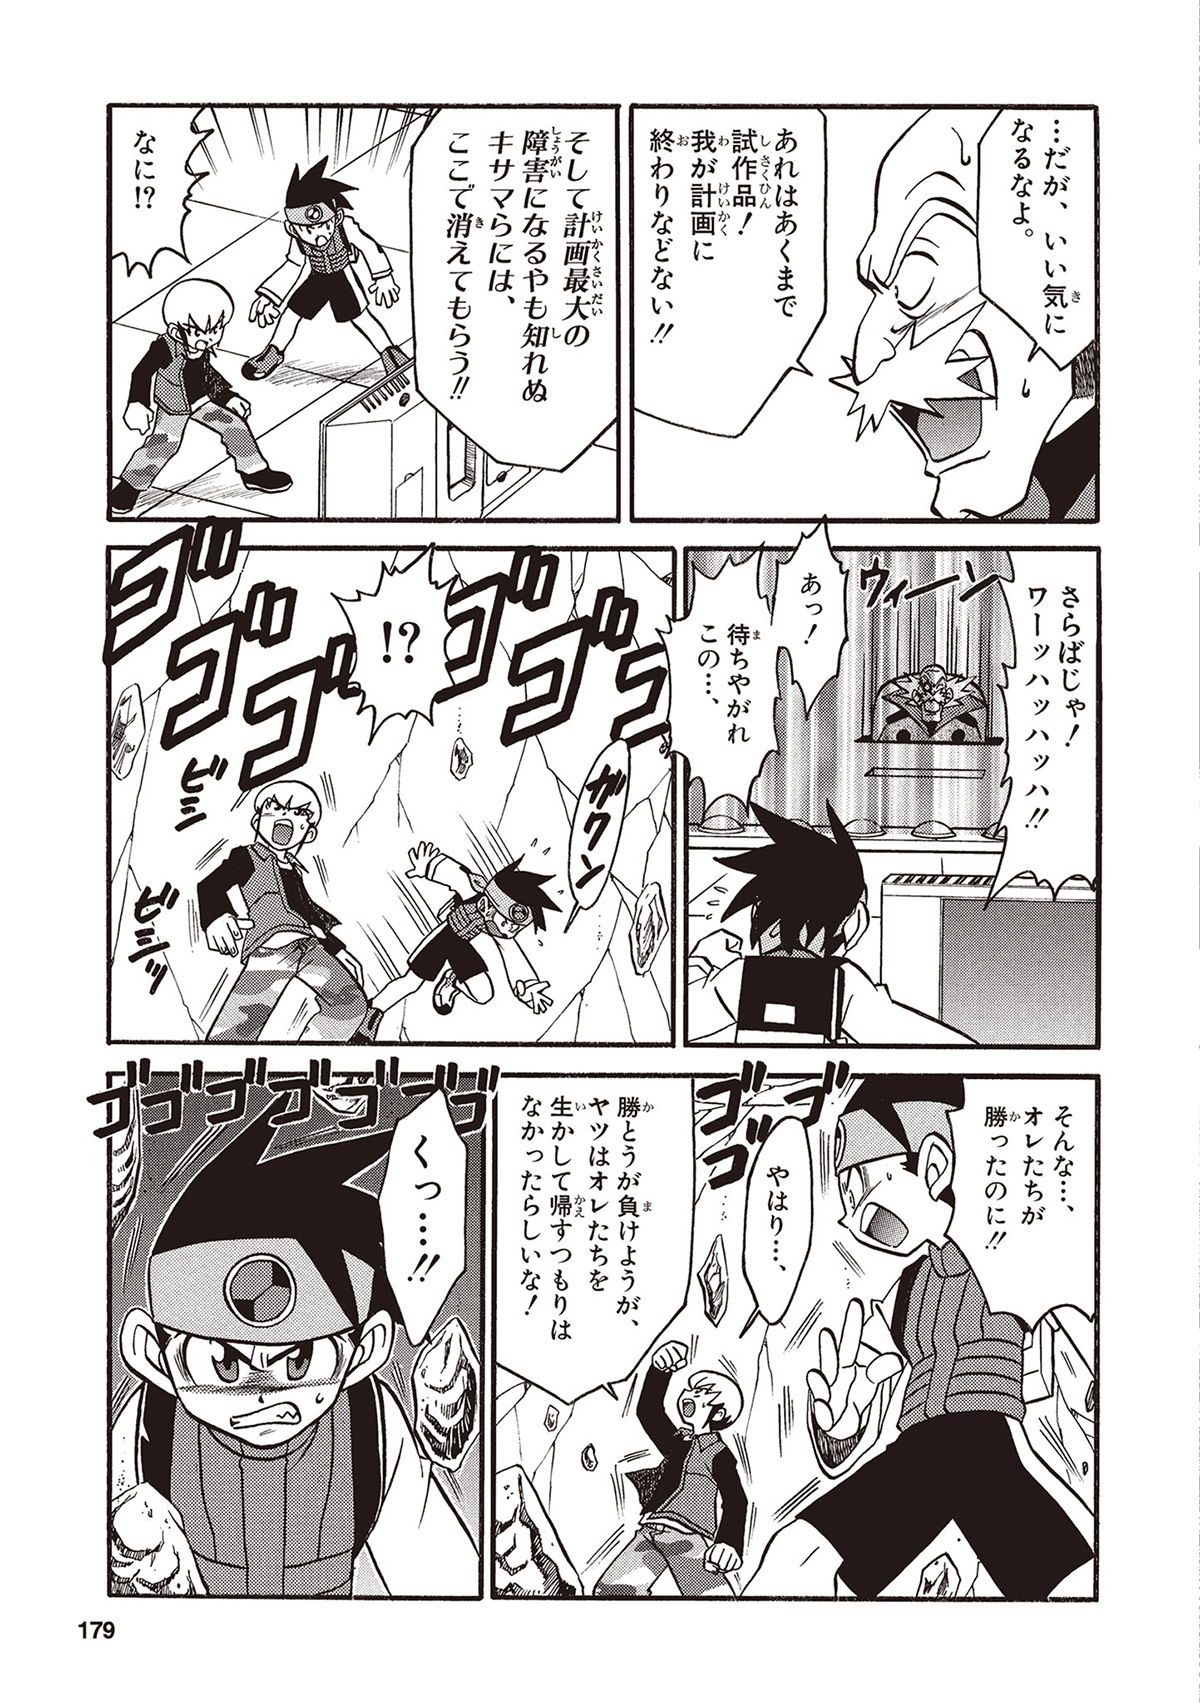 …だが、いい気に
なるなよ。
あれはあくまで
試作品！
我が計画に
終わりなどない!!
そして計画最大の
障害になるやも知れぬ
キサマらには、
ここで消えてもらう!!
なに!?
さらばじゃ！
ワーッハッハッハッハ!!
ウィーン
あっ！
待ちやがれ
この…、
ゴゴゴゴ
!?
ゴゴゴ
ガクン
ビシ
ビシッ
そんな…、
オレたちが
勝ったのに!!
ゴゴゴ
やはり…、
勝とうが負けようが、
ヤツはオレたちを
生かして帰すつもりは
なかったらしいな！
ゴゴゴゴゴゴゴゴ
くっ…!!
179